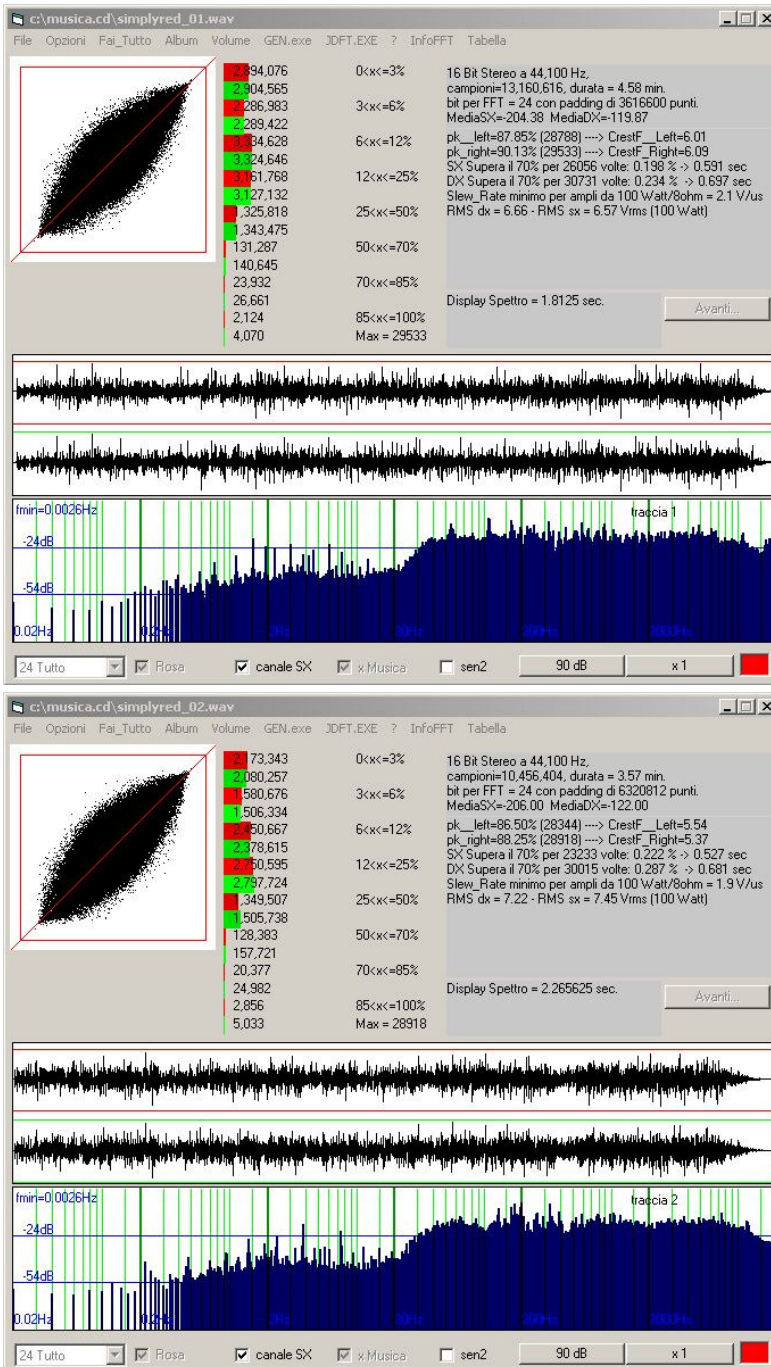 c:\musica.cd\simplyred_01.wav
File Opzioni Fai_Tutto Album Volume GEN.exe JDFT.EXE ? InfoFFT Tabella
2,894,076 0<x<=3%
2,904,565
2,286,983 3<x<=6%
2,289,422
3,334,628 6<x<=12%
3,324,646
3,161,768 12<x<=25%
3,127,132
1,325,818 25<x<=50%
1,343,475
131,287 50<x<=70%
140,645
23,932 70<x<=85%
26,661
2,124 85<x<=100%
4,070 Max = 29533
16 Bit Stereo a 44,100 Hz,
campioni=13,160,616, durata = 4.58 min.
bit per FFT = 24 con padding di 3616600 punti.
MediaSX=-204.38 MediaDX=-119.87
pk__left=87.85% (28788) ----> CrestF__Left=6.01
pk_right=90.13% (29533) ----> CrestF_Right=6.09
SX Supera il 70% per 26056 volte: 0.198 % -> 0.591 sec
DX Supera il 70% per 30731 volte: 0.234 % -> 0.697 sec
Slew_Rate minimo per ampli da 100 Watt/8ohm = 2.1 V/us
RMS dx = 6.66 - RMS sx = 6.57 Vrms (100 Watt)
Display Spettro = 1.8125 sec.
Avanti...
fmin=0.0026Hz
traccia 1
-24dB
-54dB
0.02Hz 0.2Hz 2Hz 20Hz 200Hz 2000Hz
24 Tutto Rosa canale SX x Musica sen2 90 dB x 1
c:\musica.cd\simplyred_02.wav
File Opzioni Fai_Tutto Album Volume GEN.exe JDFT.EXE ? InfoFFT Tabella
2,173,343 0<x<=3%
2,080,257
1,580,676 3<x<=6%
1,506,334
2,450,667 6<x<=12%
2,378,615
2,750,595 12<x<=25%
2,797,724
1,349,507 25<x<=50%
1,505,738
128,383 50<x<=70%
157,721
20,377 70<x<=85%
24,982
2,856 85<x<=100%
5,033 Max = 28918
16 Bit Stereo a 44,100 Hz,
campioni=10,456,404, durata = 3.57 min.
bit per FFT = 24 con padding di 6320812 punti.
MediaSX=-206.00 MediaDX=-122.00
pk__left=86.50% (28344) ----> CrestF__Left=5.54
pk_right=88.25% (28918) ----> CrestF_Right=5.37
SX Supera il 70% per 23233 volte: 0.222 % -> 0.527 sec
DX Supera il 70% per 30015 volte: 0.287 % -> 0.681 sec
Slew_Rate minimo per ampli da 100 Watt/8ohm = 1.9 V/us
RMS dx = 7.22 - RMS sx = 7.45 Vrms (100 Watt)
Display Spettro = 2.265625 sec.
Avanti...
fmin=0.0026Hz
traccia 2
-24dB
-54dB
0.02Hz 0.2Hz 2Hz 20Hz 200Hz 2000Hz
24 Tutto Rosa canale SX x Musica sen2 90 dB x 1